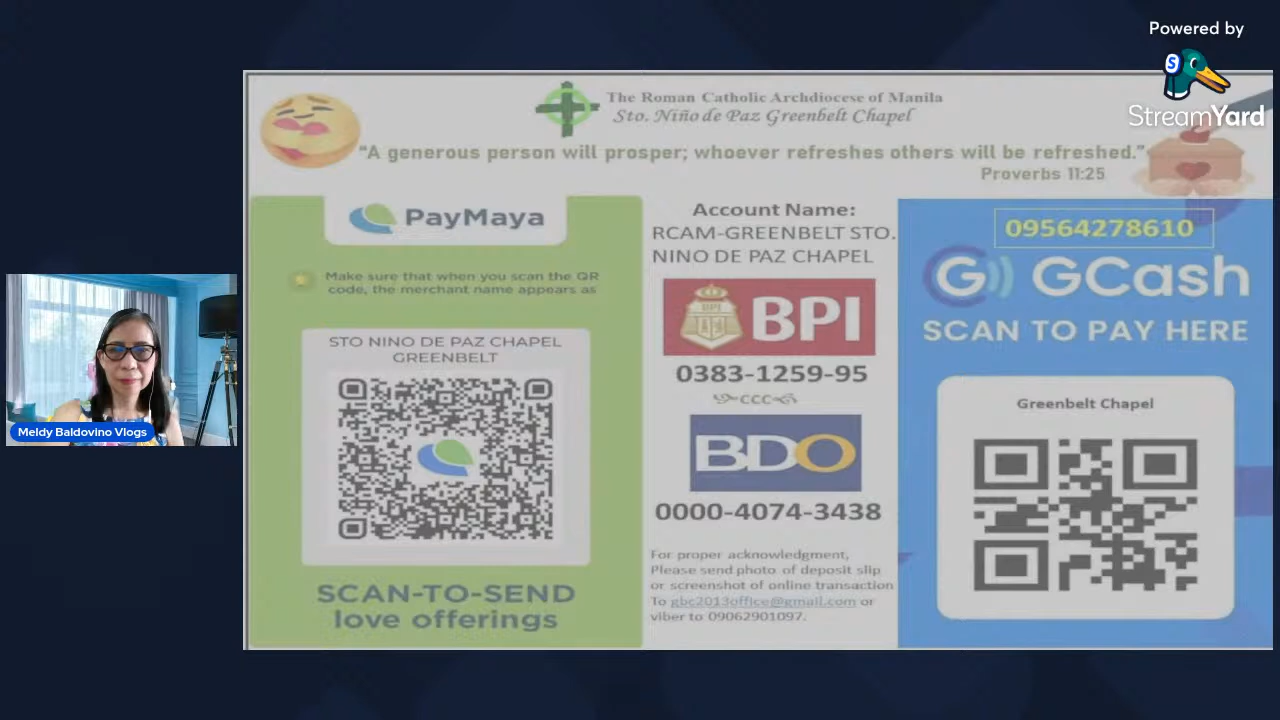 Powered by
StreamYard
The Roman Catholic Archdiocese of Manila
Sto. Niño de Paz Greenbelt Chapel
“A generous person will prosper; whoever refreshes others will be refreshed.”
Proverbs 11:25
PayMaya
Make sure that when you scan the QR
code, the merchant name appears as
STO NINO DE PAZ CHAPEL
GREENBELT
SCAN-TO-SEND
love offerings
Account Name:
RCAM-GREENBELT STO.
NINO DE PAZ CHAPEL
BPI
0383-1259-95
BDO
0000-4074-3438
For proper acknowledgment,
Please send photo of deposit slip
or screenshot of online transaction
To gbc2013office@gmail.com or
viber to 09062901097.
09564278610
G GCash
SCAN TO PAY HERE
Greenbelt Chapel
Meldy Baldovino Vlogs